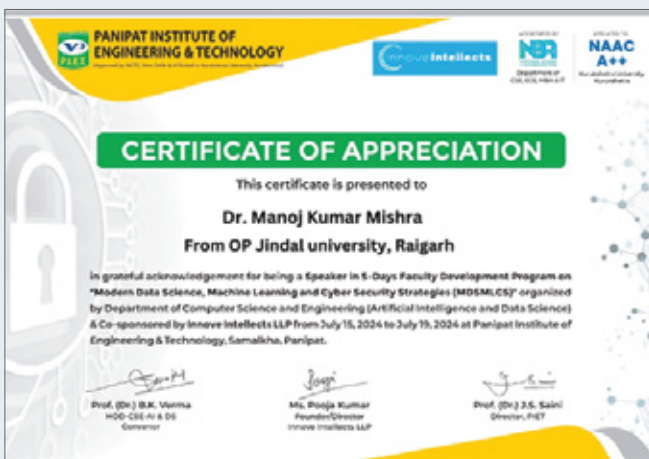 PANIPAT INSTITUTE OF
ENGINEERING & TECHNOLOGY
PIET
innoveintellects
NBA
NAAC
A++
CERTIFICATE OF APPRECIATION
This certificate is presented to
Dr. Manoj Kumar Mishra
From OP Jindal university, Raigarh
in grateful acknowledgement for being a Speaker in 5-Days Faculty Development Program on
"Modern Data Science, Machine Learning and Cyber Security Strategies (MDSMLCS)" organized
by Department of Computer Science and Engineering (Artificial Intelligence and Data Science)
& Co-sponsored by Innove Intellects LLP from July 15, 2024 to July 19, 2024 at Panipat Institute of
Engineering & Technology, Samalkha, Panipat.
Prof. (Dr.) B.K. Verma
HOD-CSE-AI & DS
Convenor
Ms. Pooja Kumar
Founder/Director
Innove Intellects LLP
Prof. (Dr.) J.S. Saini
Director, PIET